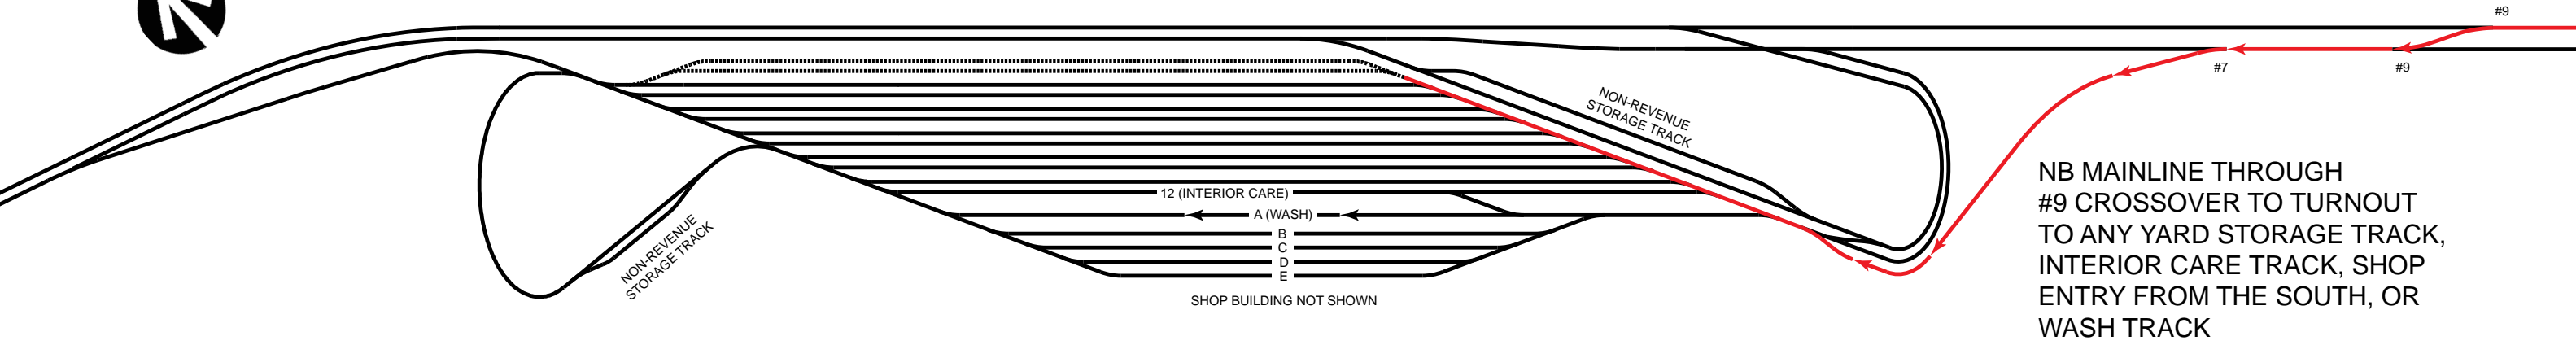 #9
#7
#9
NON-REVENUE
STORAGE TRACK
NB MAINLINE THROUGH
#9 CROSSOVER TO TURNOUT
TO ANY YARD STORAGE TRACK,
INTERIOR CARE TRACK, SHOP
ENTRY FROM THE SOUTH, OR
WASH TRACK
12 (INTERIOR CARE)
A (WASH)
B
C
D
E
NON-REVENUE
STORAGE TRACK
SHOP BUILDING NOT SHOWN